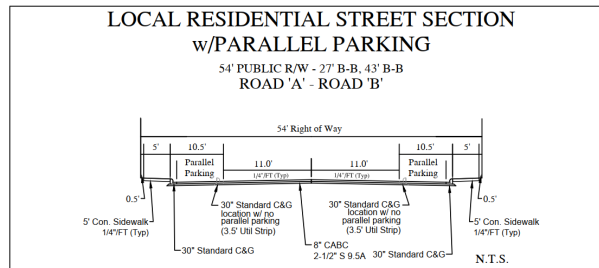 LOCAL RESIDENTIAL STREET SECTION
w/PARALLEL PARKING
54' PUBLIC R/W - 27' B-B, 43' B-B
ROAD 'A' - ROAD 'B'
54' Right of Way
5'
10.5'
10.5'
5'
Parallel
Parking
11.0'
11.0'
Parallel
Parking
1/4"/FT (Typ)
1/4"/FT (Typ)
0.5'
0.5'
5' Con. Sidewalk
1/4"/FT (Typ)
30" Standard C&G
30" Standard C&G
location w/ no
parallel parking
(3.5' Util Strip)
8" CABC
2-1/2" S 9.5A
30" Standard C&G
location w/ no
parallel parking
(3.5' Util Strip)
30" Standard C&G
5' Con. Sidewalk
1/4"/FT (Typ)
N.T.S.